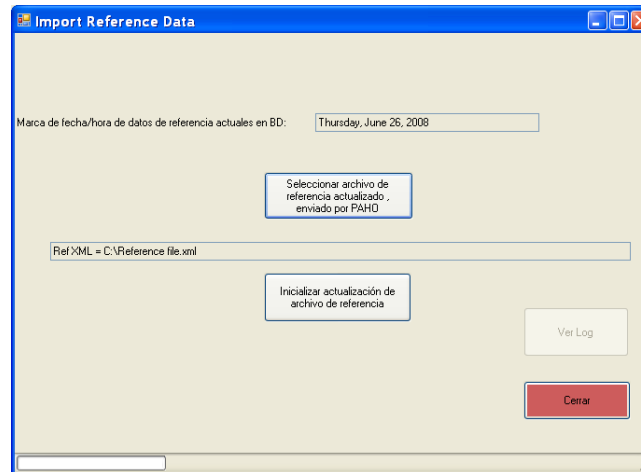 Import Reference Data
Marca de fecha/hora de datos de referencia actuales en BD:
Thursday, June 26, 2008
Seleccionar archivo de
referencia actualizado ,
enviado por PAHO
Ref XML = C:\Reference file.xml
Inicializar actualización de
archivo de referencia
Ver Log
Cerrar